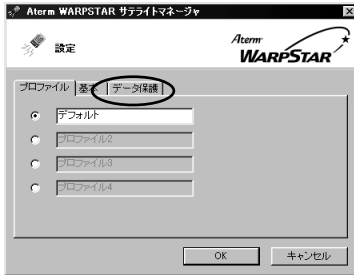 Aterm WARPSTAR サテライトマネージャ
設定
Aterm
WARPSTAR
プロファイル 基本 データ保護
デフォルト
プロファイル2
プロファイル3
プロファイル4
OK キャンセル